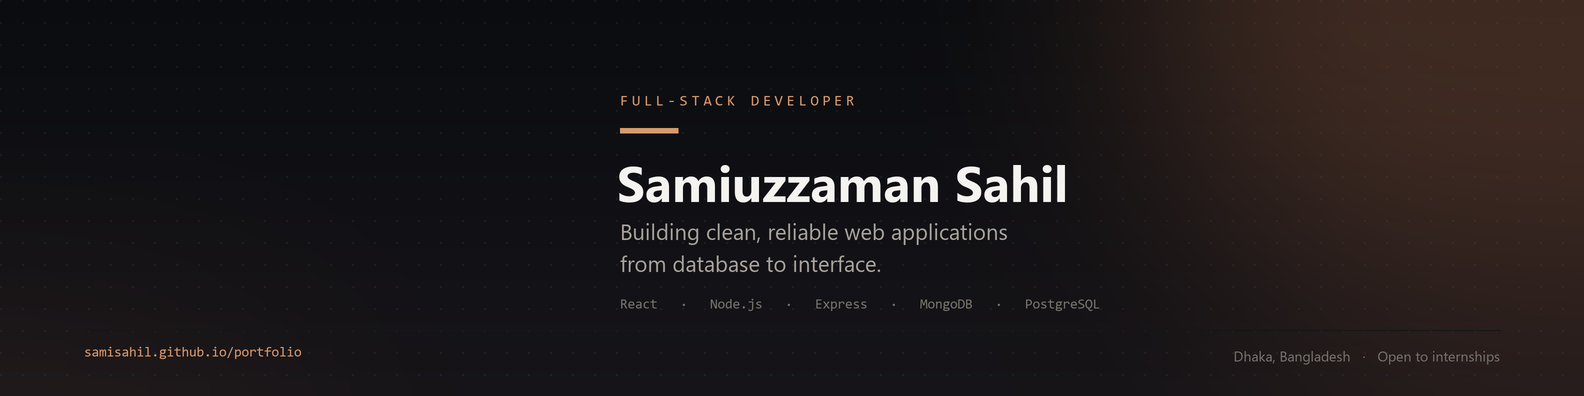 FULL-STACK DEVELOPER
Samiuzzaman Sahil
Building clean, reliable web applications
from database to interface.
React · Node.js · Express · MongoDB · PostgreSQL
samisahil.github.io/portfolio
Dhaka, Bangladesh · Open to internships